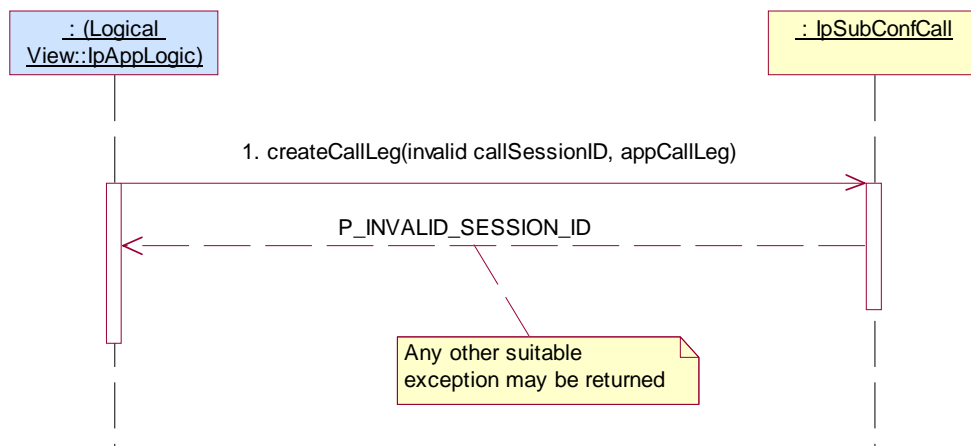 : (Logical
View::IpAppLogic)
: IpSubConfCall
1. createCallLeg(invalid callSessionID, appCallLeg)
P_INVALID_SESSION_ID
Any other suitable
exception may be returned